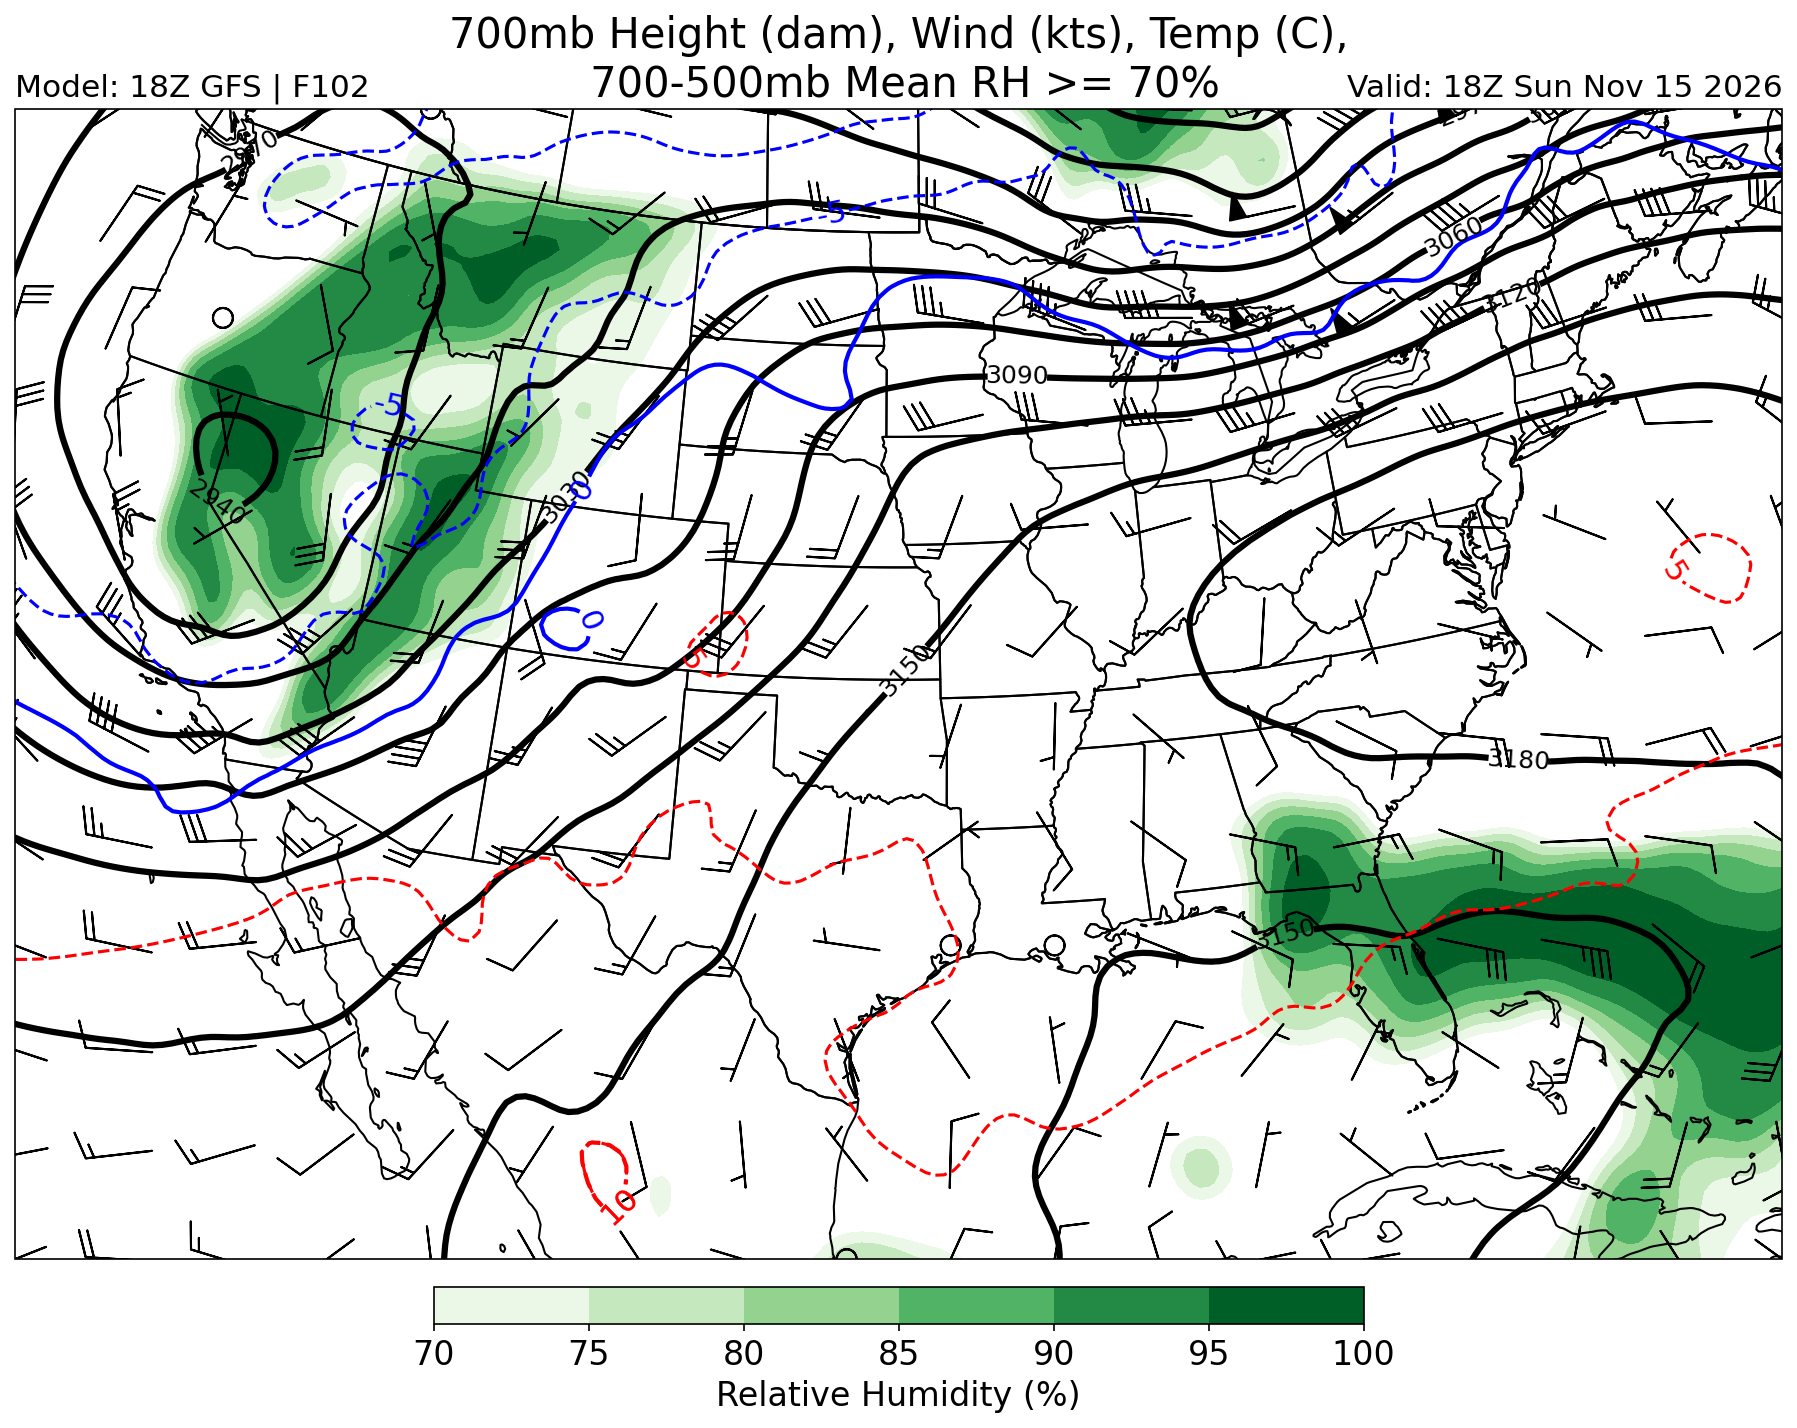 700mb Height (dam), Wind (kts), Temp (C),
Model: 18Z GFS | F102
700-500mb Mean RH >= 70%
Valid: 18Z Sun Nov 15 2026
2970
-5
3060
3120
3090
-5
2940
3030
0
5
0
5
3150
3180
3150
10
70 75 80 85 90 95 100
Relative Humidity (%)